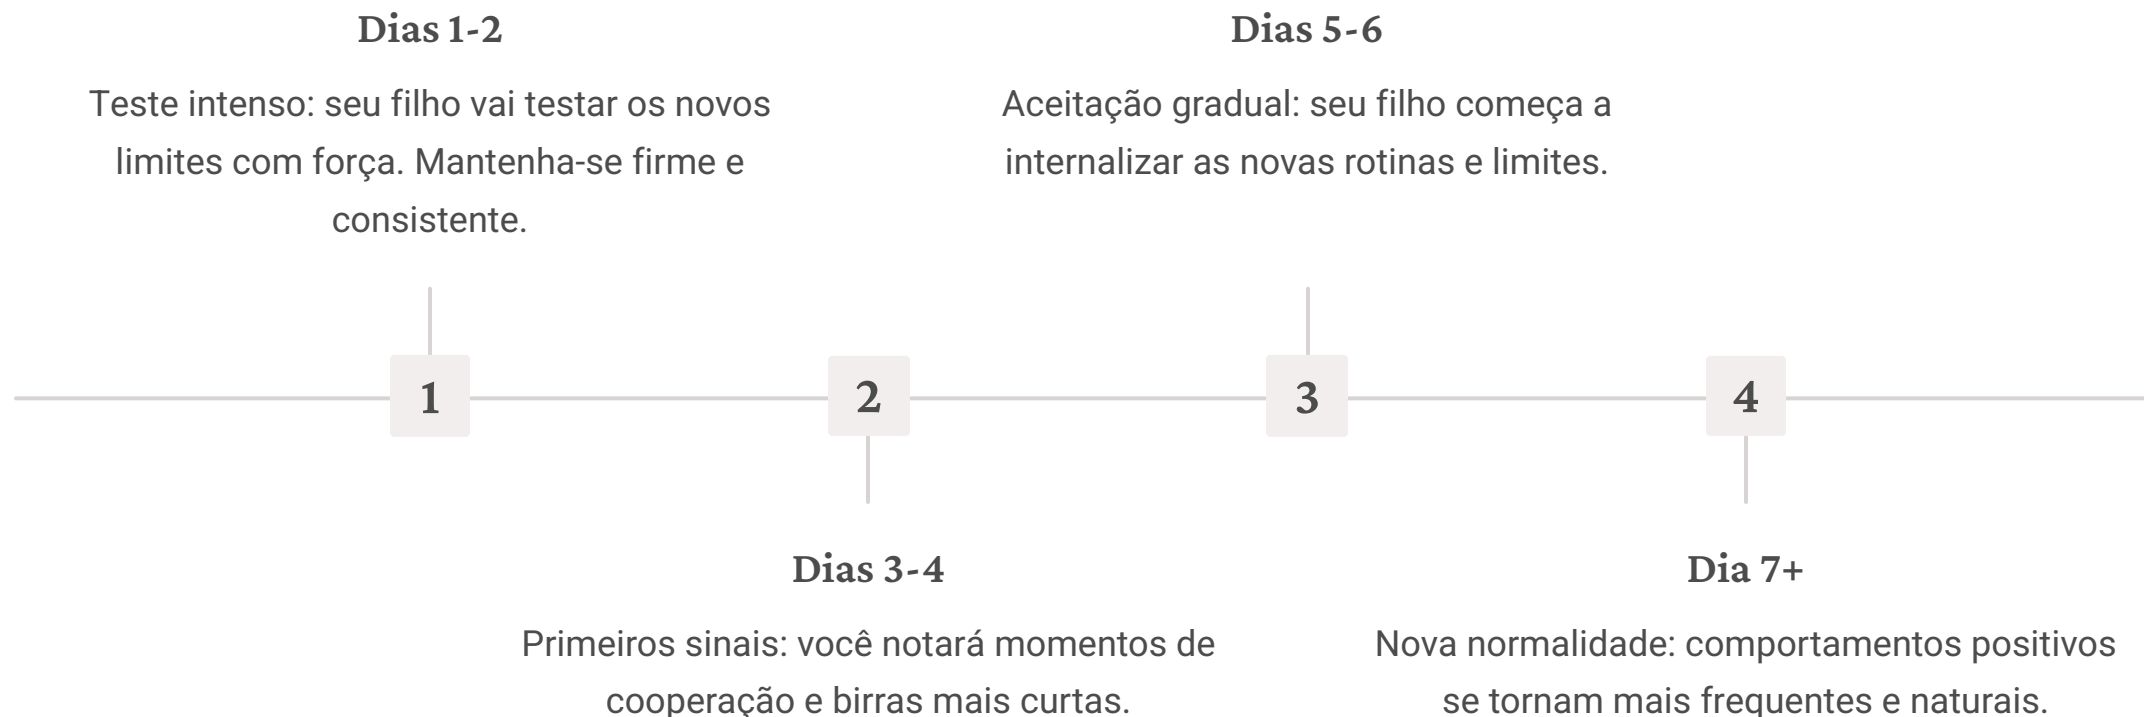 Dias 1-2
Teste intenso: seu filho vai testar os novos
limites com força. Mantenha-se firme e
consistente.
Dias 5-6
Aceitação gradual: seu filho começa a
internalizar as novas rotinas e limites.
1
2
3
4
Dias 3-4
Primeiros sinais: você notará momentos de
cooperação e birras mais curtas.
Dia 7+
Nova normalidade: comportamentos positivos
se tornam mais frequentes e naturais.